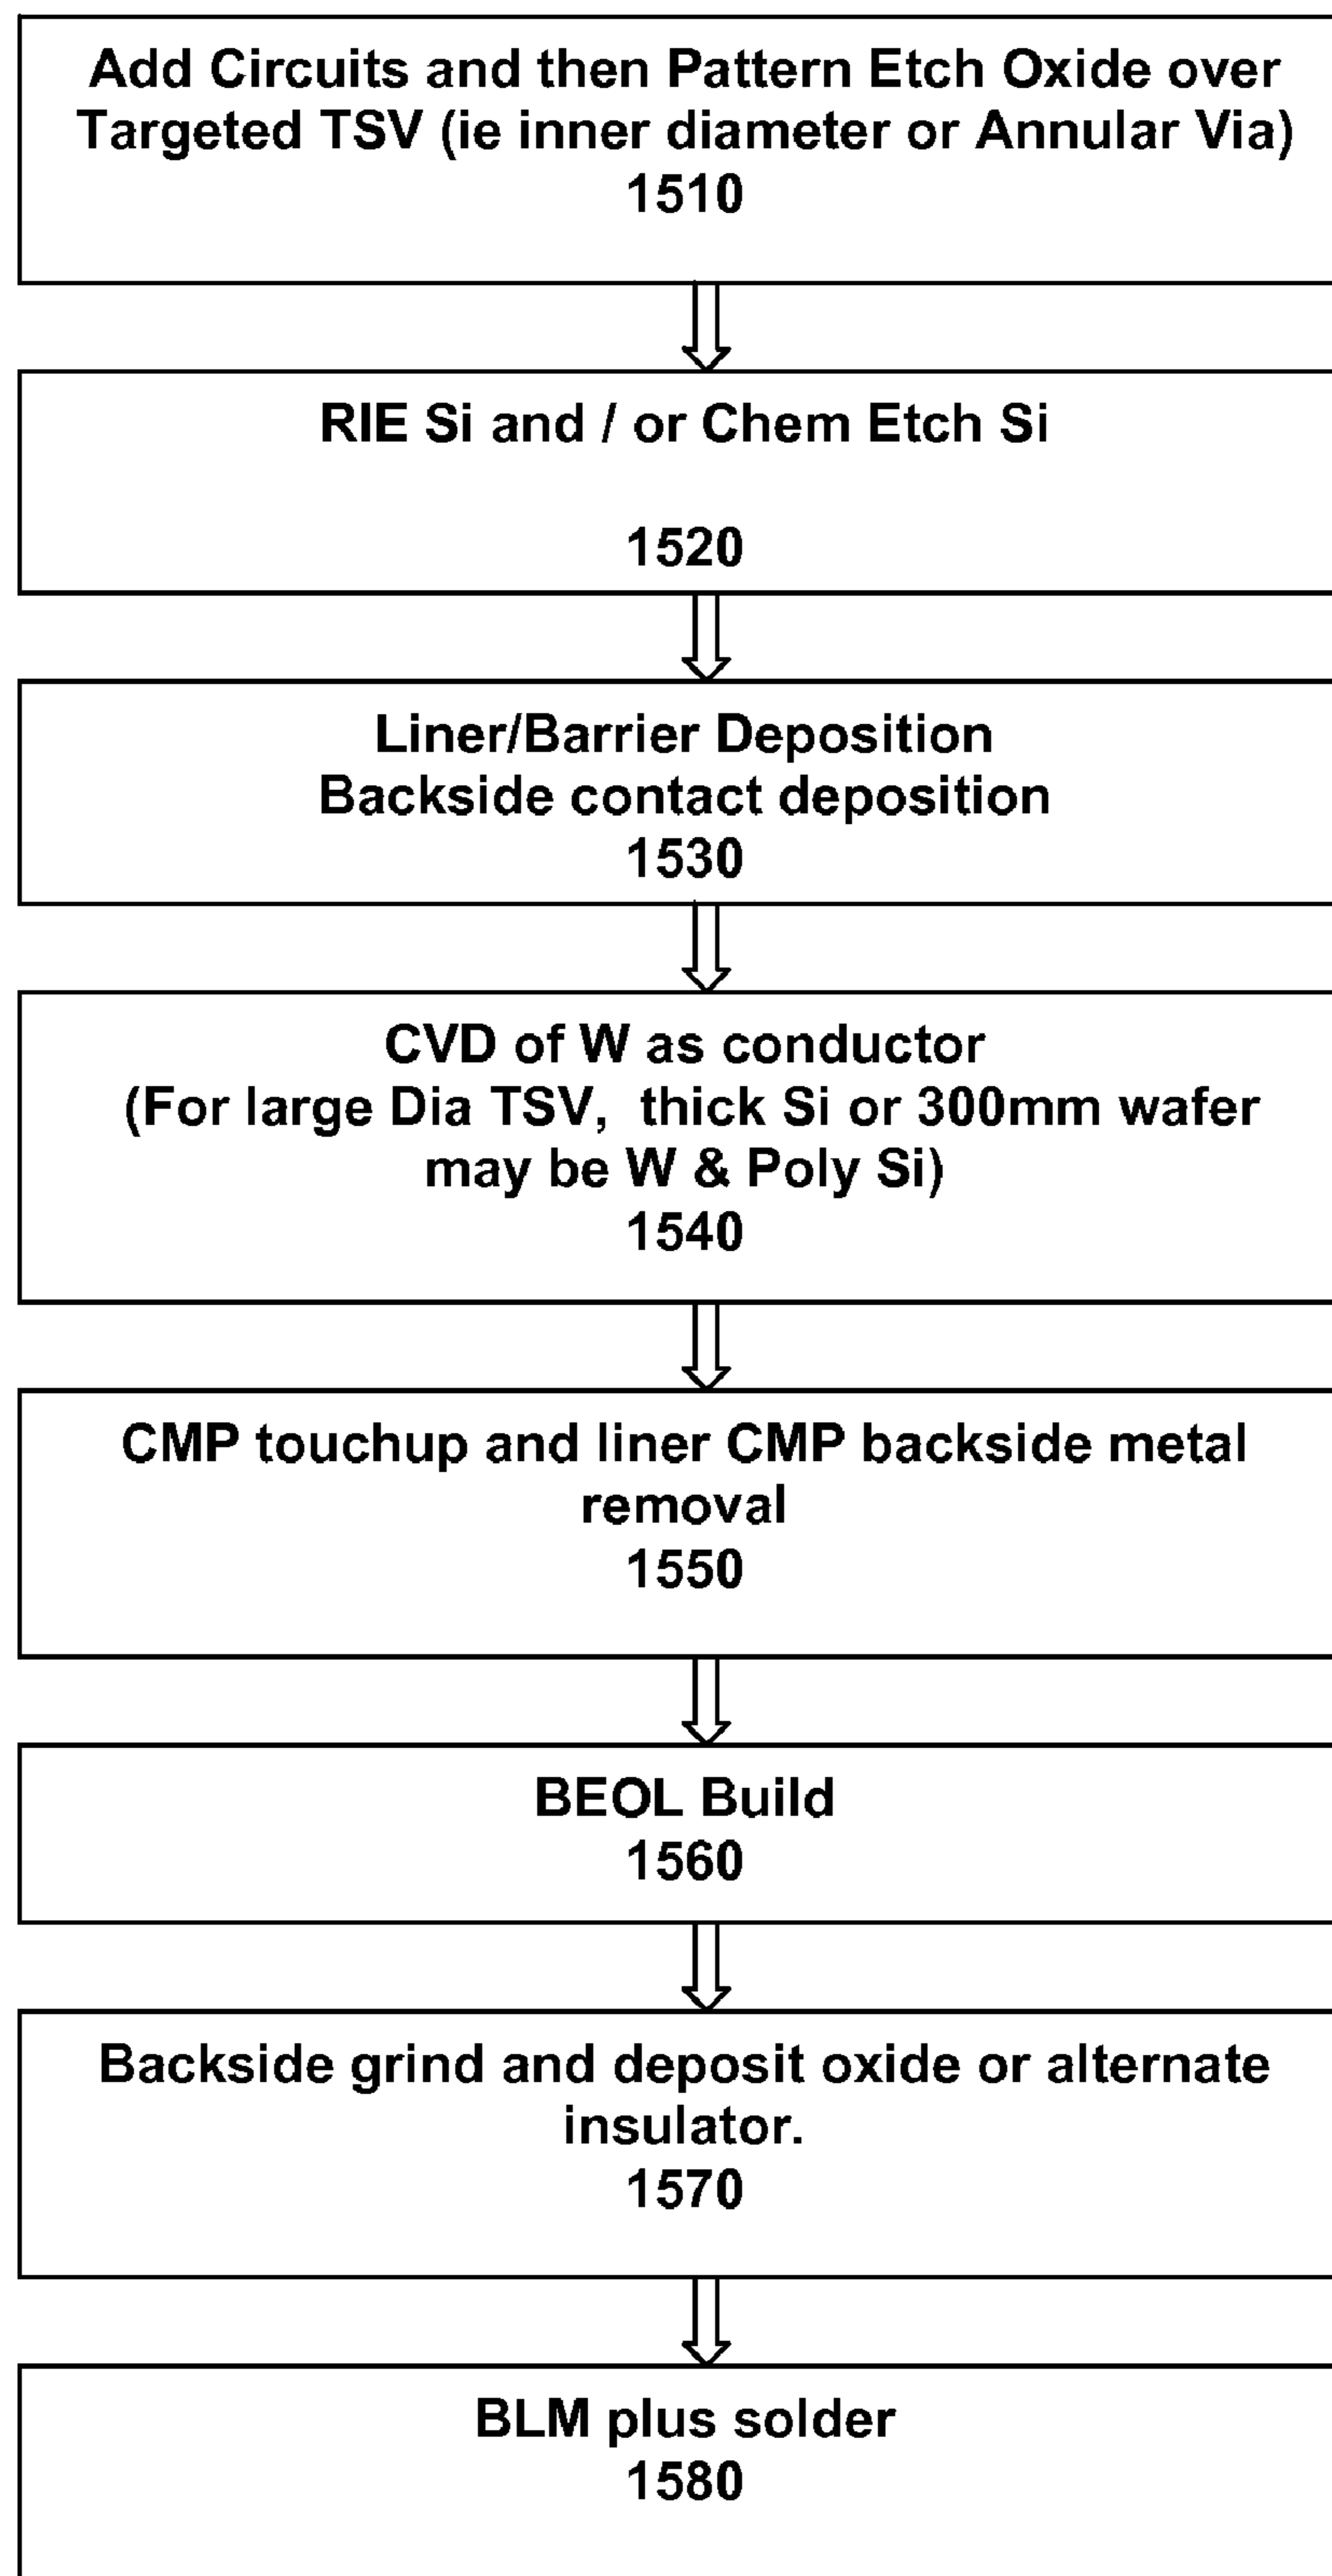 Add Circuits and then Pattern Etch Oxide over
Targeted TSV (ie inner diameter or Annular Via)
1510
RIE Si and / or Chem Etch Si
1520
Liner/Barrier Deposition
Backside contact deposition
1530
CVD of W as conductor
(For large Dia TSV, thick Si or 300mm wafer
may be W & Poly Si)
1540
CMP touchup and liner CMP backside metal
removal
1550
BEOL Build
1560
Backside grind and deposit oxide or alternate
insulator.
1570
BLM plus solder
1580